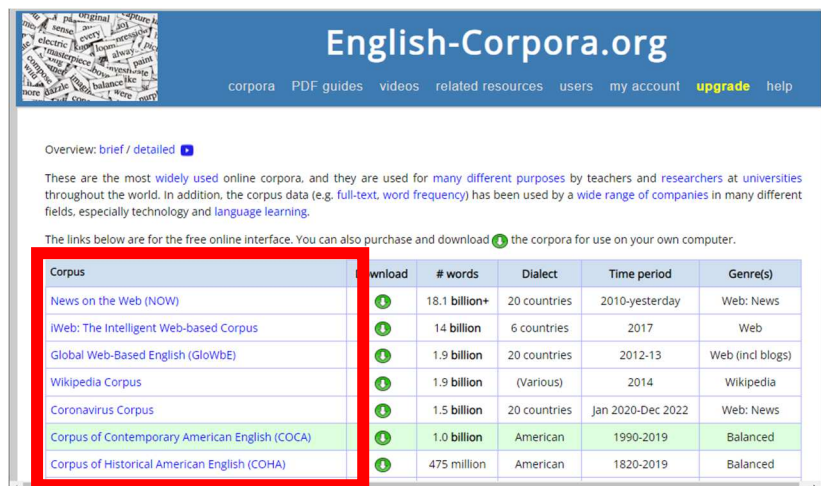 English-Corpora.org
corpora PDF guides videos related resources users my account upgrade help
Overview: brief / detailed
These are the most widely used online corpora, and they are used for many different purposes by teachers and researchers at universities
throughout the world. In addition, the corpus data (e.g. full-text, word frequency) has been used by a wide range of companies in many different
fields, especially technology and language learning.
The links below are for the free online interface. You can also purchase and download the corpora for use on your own computer.
Corpus Download # words Dialect Time period Genre(s)
News on the Web (NOW) 18.1 billion+ 20 countries 2010-yesterday Web: News
iWeb: The Intelligent Web-based Corpus 14 billion 6 countries 2017 Web
Global Web-Based English (GloWbE) 1.9 billion 20 countries 2012-13 Web (incl blogs)
Wikipedia Corpus 1.9 billion (Various) 2014 Wikipedia
Coronavirus Corpus 1.5 billion 20 countries Jan 2020-Dec 2022 Web: News
Corpus of Contemporary American English (COCA) 1.0 billion American 1990-2019 Balanced
Corpus of Historical American English (COHA) 475 million American 1820-2019 Balanced